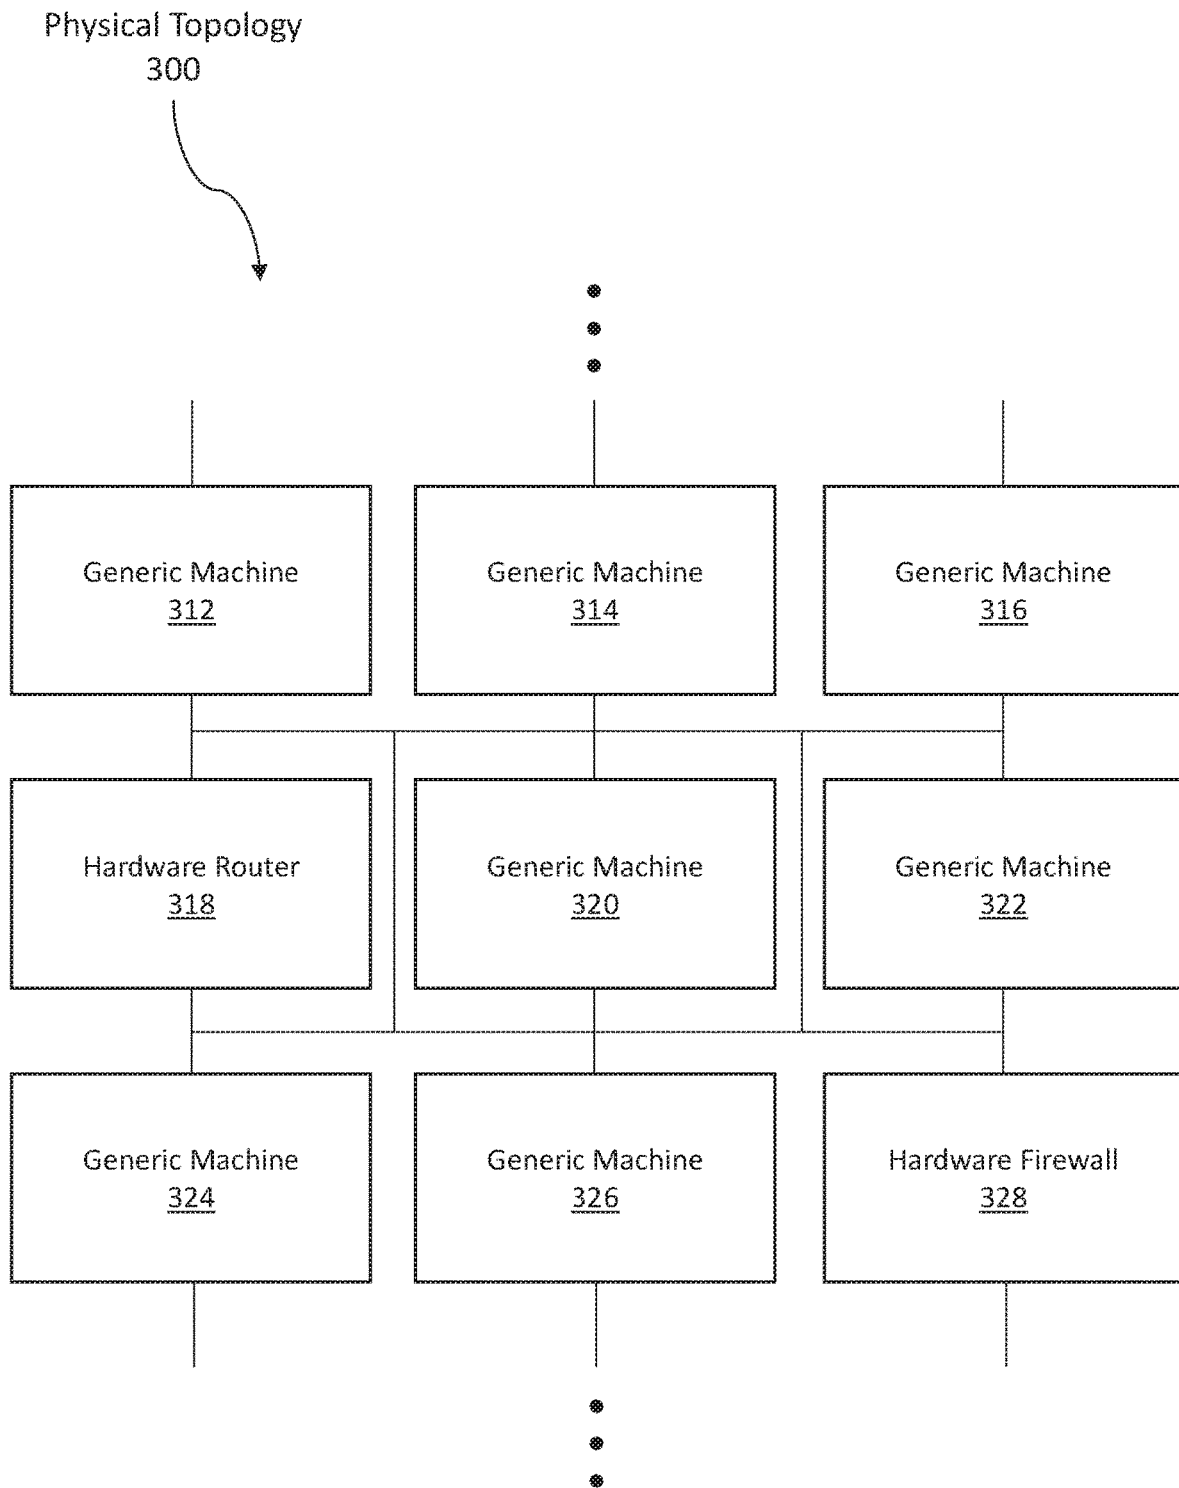 Physical Topology
300
Generic Machine
312
Generic Machine
314
Generic Machine
316
Hardware Router
318
Generic Machine
320
Generic Machine
322
Generic Machine
324
Generic Machine
326
Hardware Firewall
328